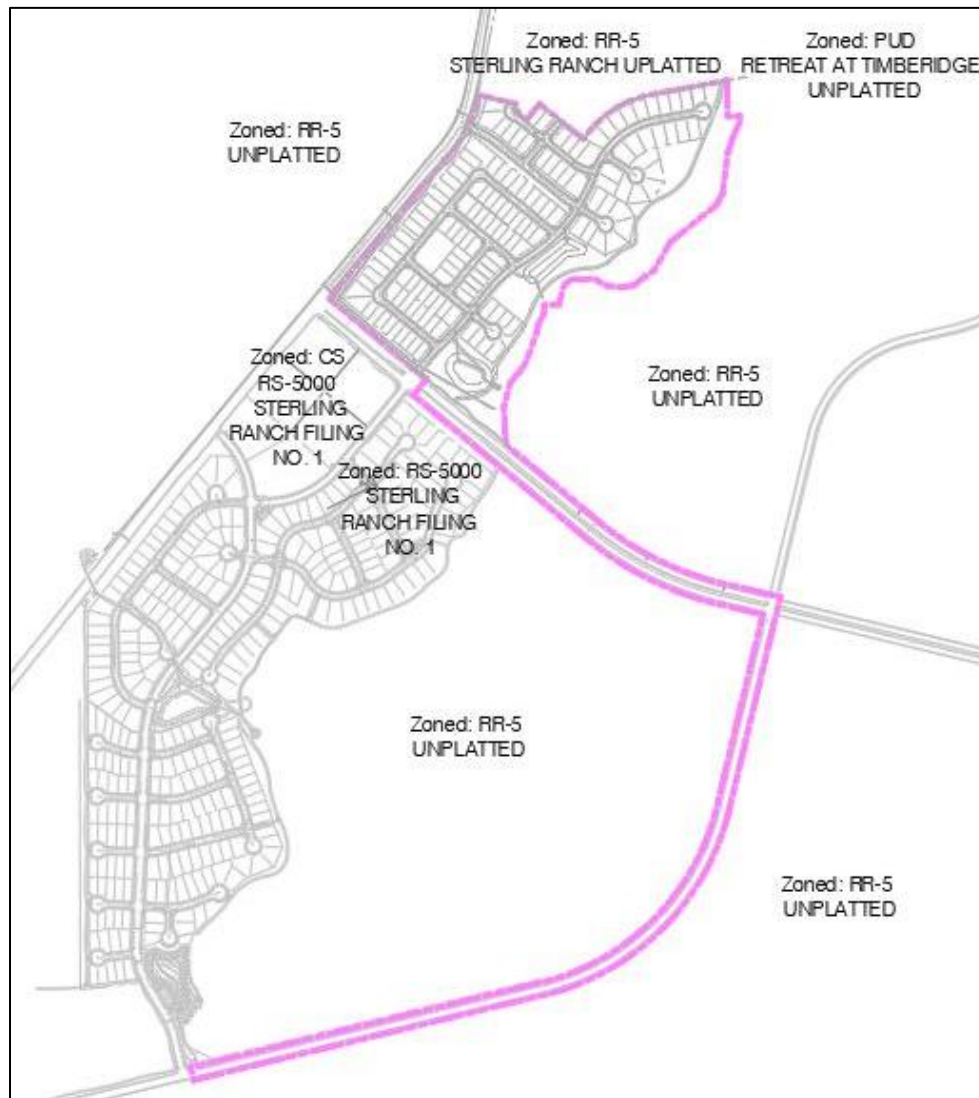 Zoned: RR-5
STERLING RANCH UPLATTED
Zoned: PUD
RETREAT AT TIMBERIDGE
UNPLATTED
Zoned: RR-5
UNPLATTED
Zoned: CS
RS-5000
STERLING
RANCH FILING
NO. 1
Zoned: RR-5
UNPLATTED
Zoned: RS-5000
STERLING
RANCH FILING
NO. 1
Zoned: RR-5
UNPLATTED
Zoned: RR-5
UNPLATTED